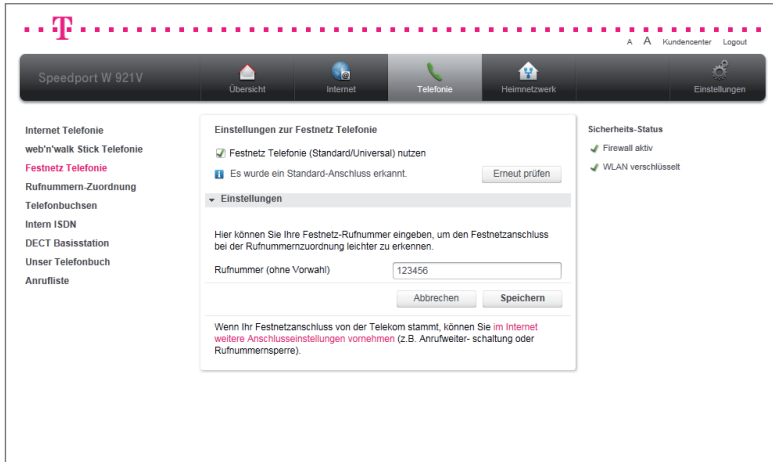 T
A A Kundencenter Logout
Speedport W 921V
Übersicht
Internet
Telefonie
Heimnetzwerk
Einstellungen
Internet Telefonie
web'n'walk Stick Telefonie
Festnetz Telefonie
Rufnummern-Zuordnung
Telefonbuchsen
Intern ISDN
DECT Basisstation
Unser Telefonbuch
Anrufliste
Einstellungen zur Festnetz Telefonie
Festnetz Telefonie (Standard/Universal) nutzen
Es wurde ein Standard-Anschluss erkannt.
Erneut prüfen
Einstellungen
Hier können Sie Ihre Festnetz-Rufnummer eingeben, um den Festnetzanschluss
bei der Rufnummernzuordnung leichter zu erkennen.
Rufnummer (ohne Vorwahl) 123456
Abbrechen Speichern
Wenn Ihr Festnetzanschluss von der Telekom stammt, können Sie im Internet
weitere Anschlusseinstellungen vornehmen (z.B. Anrufweiter- schaltung oder
Rufnummernsperre).
Sicherheits-Status
Firewall aktiv
WLAN verschlüsselt